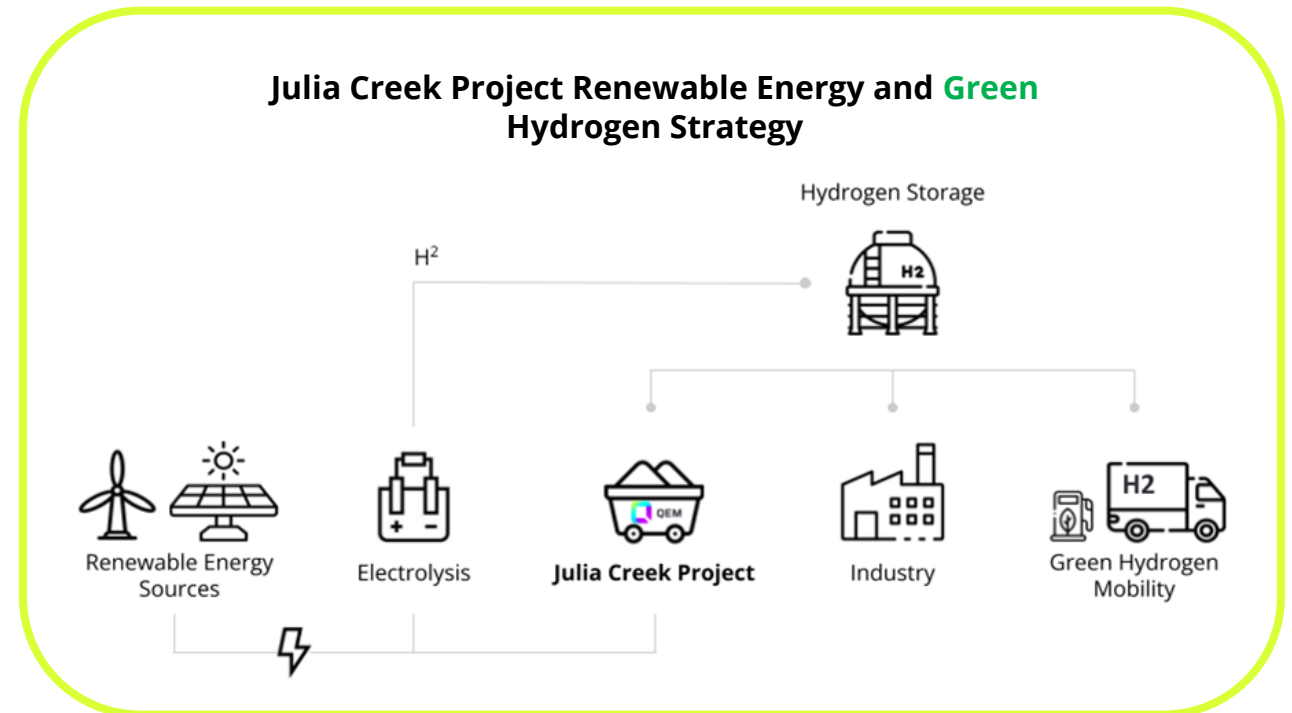 Julia Creek Project Renewable Energy and Green
Hydrogen Strategy
Hydrogen Storage
H²
H2
H2
QEM
+ −
Renewable Energy
Sources
Electrolysis
Julia Creek Project
Industry
Green Hydrogen
Mobility